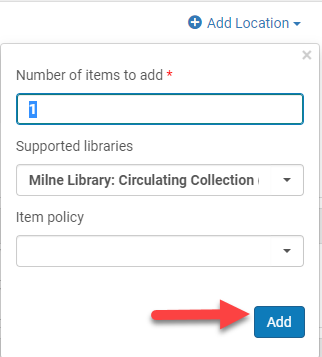 Add Location
×
Number of items to add *
1
Supported libraries
Milne Library: Circulating Collection (
Item policy
Add